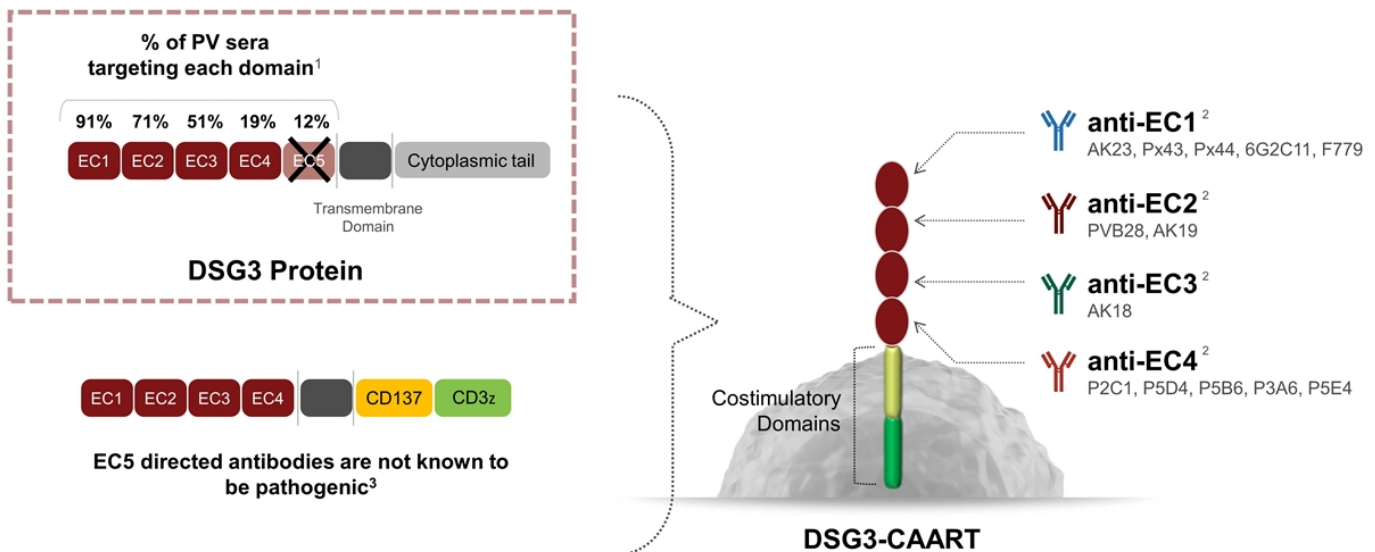 % of PV sera
targeting each domain1
91% 71% 51% 19% 12%
EC1 EC2 EC3 EC4 EC5 Cytoplasmic tail
Transmembrane
Domain
DSG3 Protein
EC1 EC2 EC3 EC4 CD137 CD3z
EC5 directed antibodies are not known to
be pathogenic3
anti-EC1 2
AK23, Px43, Px44, 6G2C11, F779
anti-EC2 2
PVB28, AK19
anti-EC3 2
AK18
anti-EC4 2
P2C1, P5D4, P5B6, P3A6, P5E4
Costimulatory
Domains
DSG3-CAART